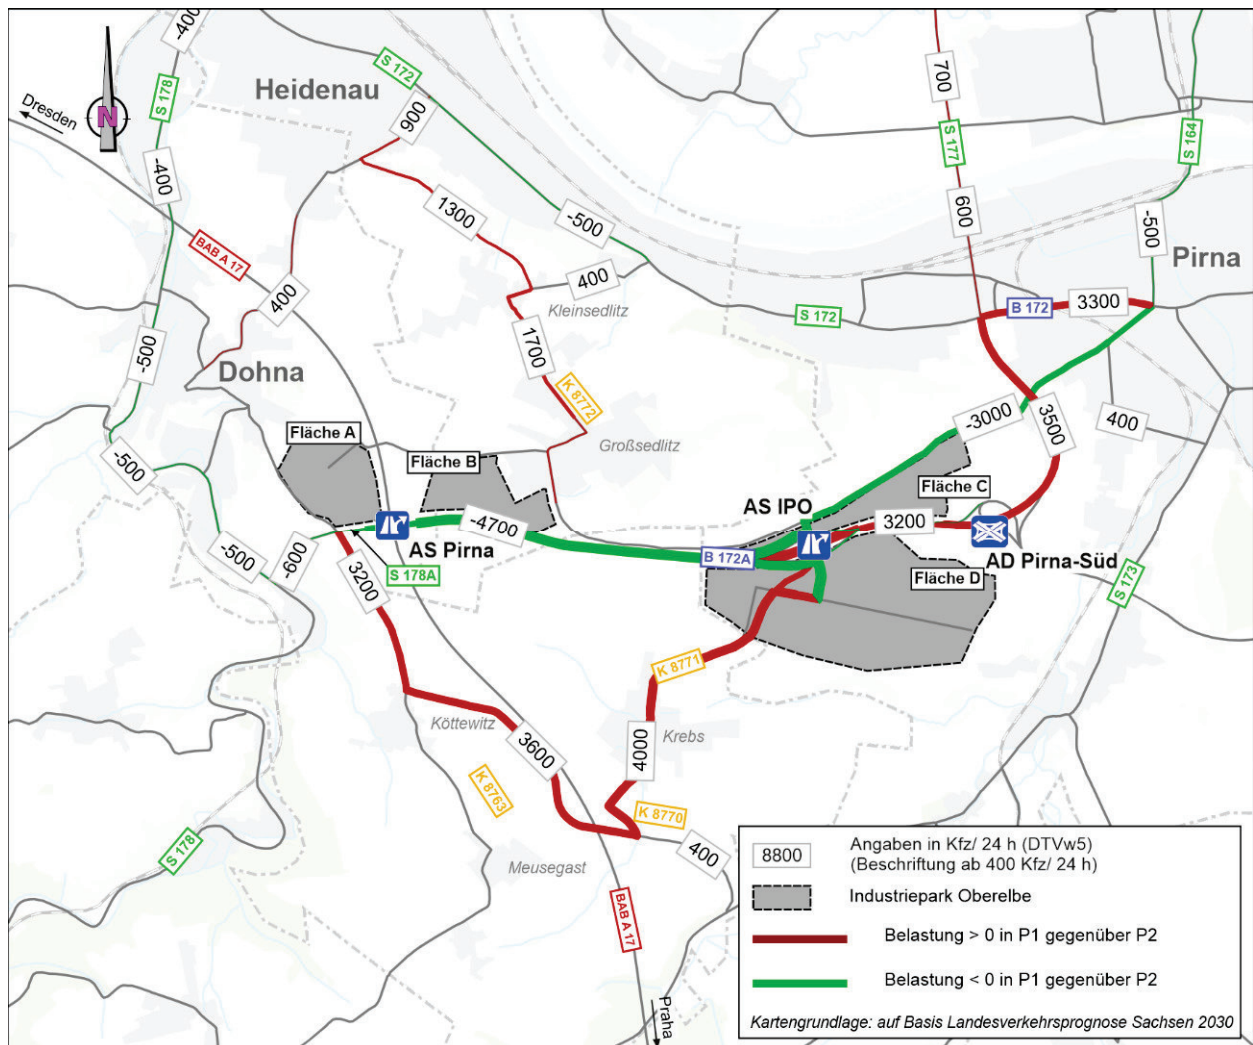 -400
S 172
700
Heidenau
S 178
Dresden
N
900
S 177
S 164
-400
1300
600
-500
-500
Pirna
BAB A 17
400
400
Kleinsedlitz
B 172
3300
S 172
1700
-500
Dohna
K 8772
-3000
3500
400
Fläche A
Großsedlitz
-500
Fläche B
Fläche C
AS IPO
-4700
3200
AS Pirna
AD Pirna-Süd
-500
-600
B 172A
S 178A
3200
Fläche D
S 173
K 8771
Köttewitz
Krebs
3600
4000
K 8763
K 8770
S 178
400
Meusegast
BAB A 17
Praha
8800
Angaben in Kfz/ 24 h (DTVw5)
(Beschriftung ab 400 Kfz/ 24 h)
Industriepark Oberelbe
Belastung > 0 in P1 gegenüber P2
Belastung < 0 in P1 gegenüber P2
Kartengrundlage: auf Basis Landesverkehrsprognose Sachsen 2030